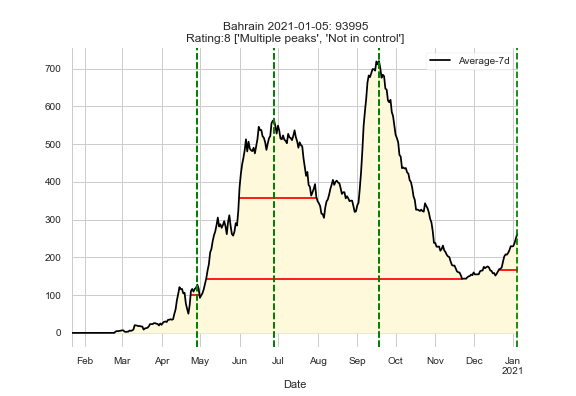 Bahrain 2021-01-05: 93995
Rating:8 ['Multiple peaks', 'Not in control']
Average-7d
700
600
500
400
300
200
100
0
Feb Mar Apr May Jun Jul Aug Sep Oct Nov Dec Jan
2021
Date